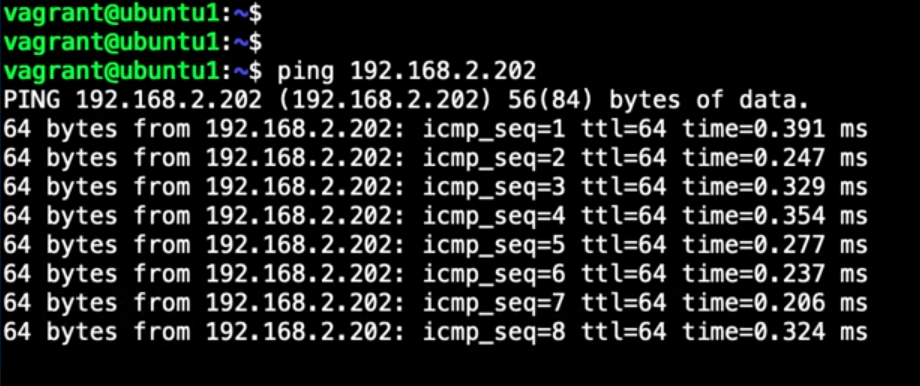 vagrant@ubuntu1:~$
vagrant@ubuntu1:~$
vagrant@ubuntu1:~$ ping 192.168.2.202
PING 192.168.2.202 (192.168.2.202) 56(84) bytes of data.
64 bytes from 192.168.2.202: icmp_seq=1 ttl=64 time=0.391 ms
64 bytes from 192.168.2.202: icmp_seq=2 ttl=64 time=0.247 ms
64 bytes from 192.168.2.202: icmp_seq=3 ttl=64 time=0.329 ms
64 bytes from 192.168.2.202: icmp_seq=4 ttl=64 time=0.354 ms
64 bytes from 192.168.2.202: icmp_seq=5 ttl=64 time=0.277 ms
64 bytes from 192.168.2.202: icmp_seq=6 ttl=64 time=0.237 ms
64 bytes from 192.168.2.202: icmp_seq=7 ttl=64 time=0.206 ms
64 bytes from 192.168.2.202: icmp_seq=8 ttl=64 time=0.324 ms